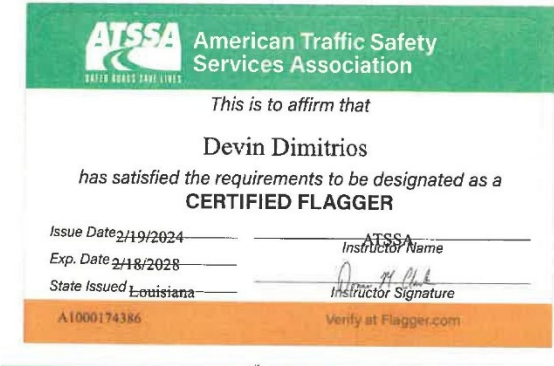 ATSSA
SAFER ROADS SAVE LIVES
American Traffic Safety
Services Association
This is to affirm that
Devin Dimitrios
has satisfied the requirements to be designated as a
CERTIFIED FLAGGER
Issue Date 2/19/2024
ATSSA
Instructor Name
Exp. Date 2/18/2028
State Issued Louisiana
Instructor Signature
A1000174386
Verify at Flagger.com